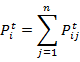 P_i^t = \sum_{j=1}^{n} P_{ij}^t